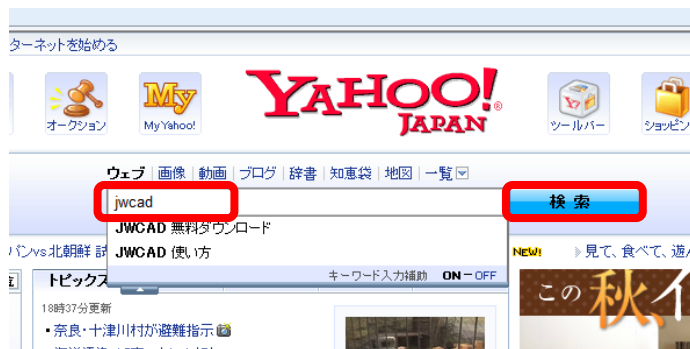 ターネットを始める
YAHOO!
JAPAN
My
オークション
My Yahoo!
ツールバー
ショッピン
ウェブ | 画像 | 動画 | ブログ | 辞書 | 知恵袋 | 地図 | 一覧
jwcad
検索
JWCAD 無料ダウンロード
JWCAD 使い方
キーワード入力補助 ON-OFF
パンvs北朝鮮 試
NEW! 見て、食べて、遊ん
トピックス
18時37分更新
・奈良・十津川村が避難指示
この秋、イ